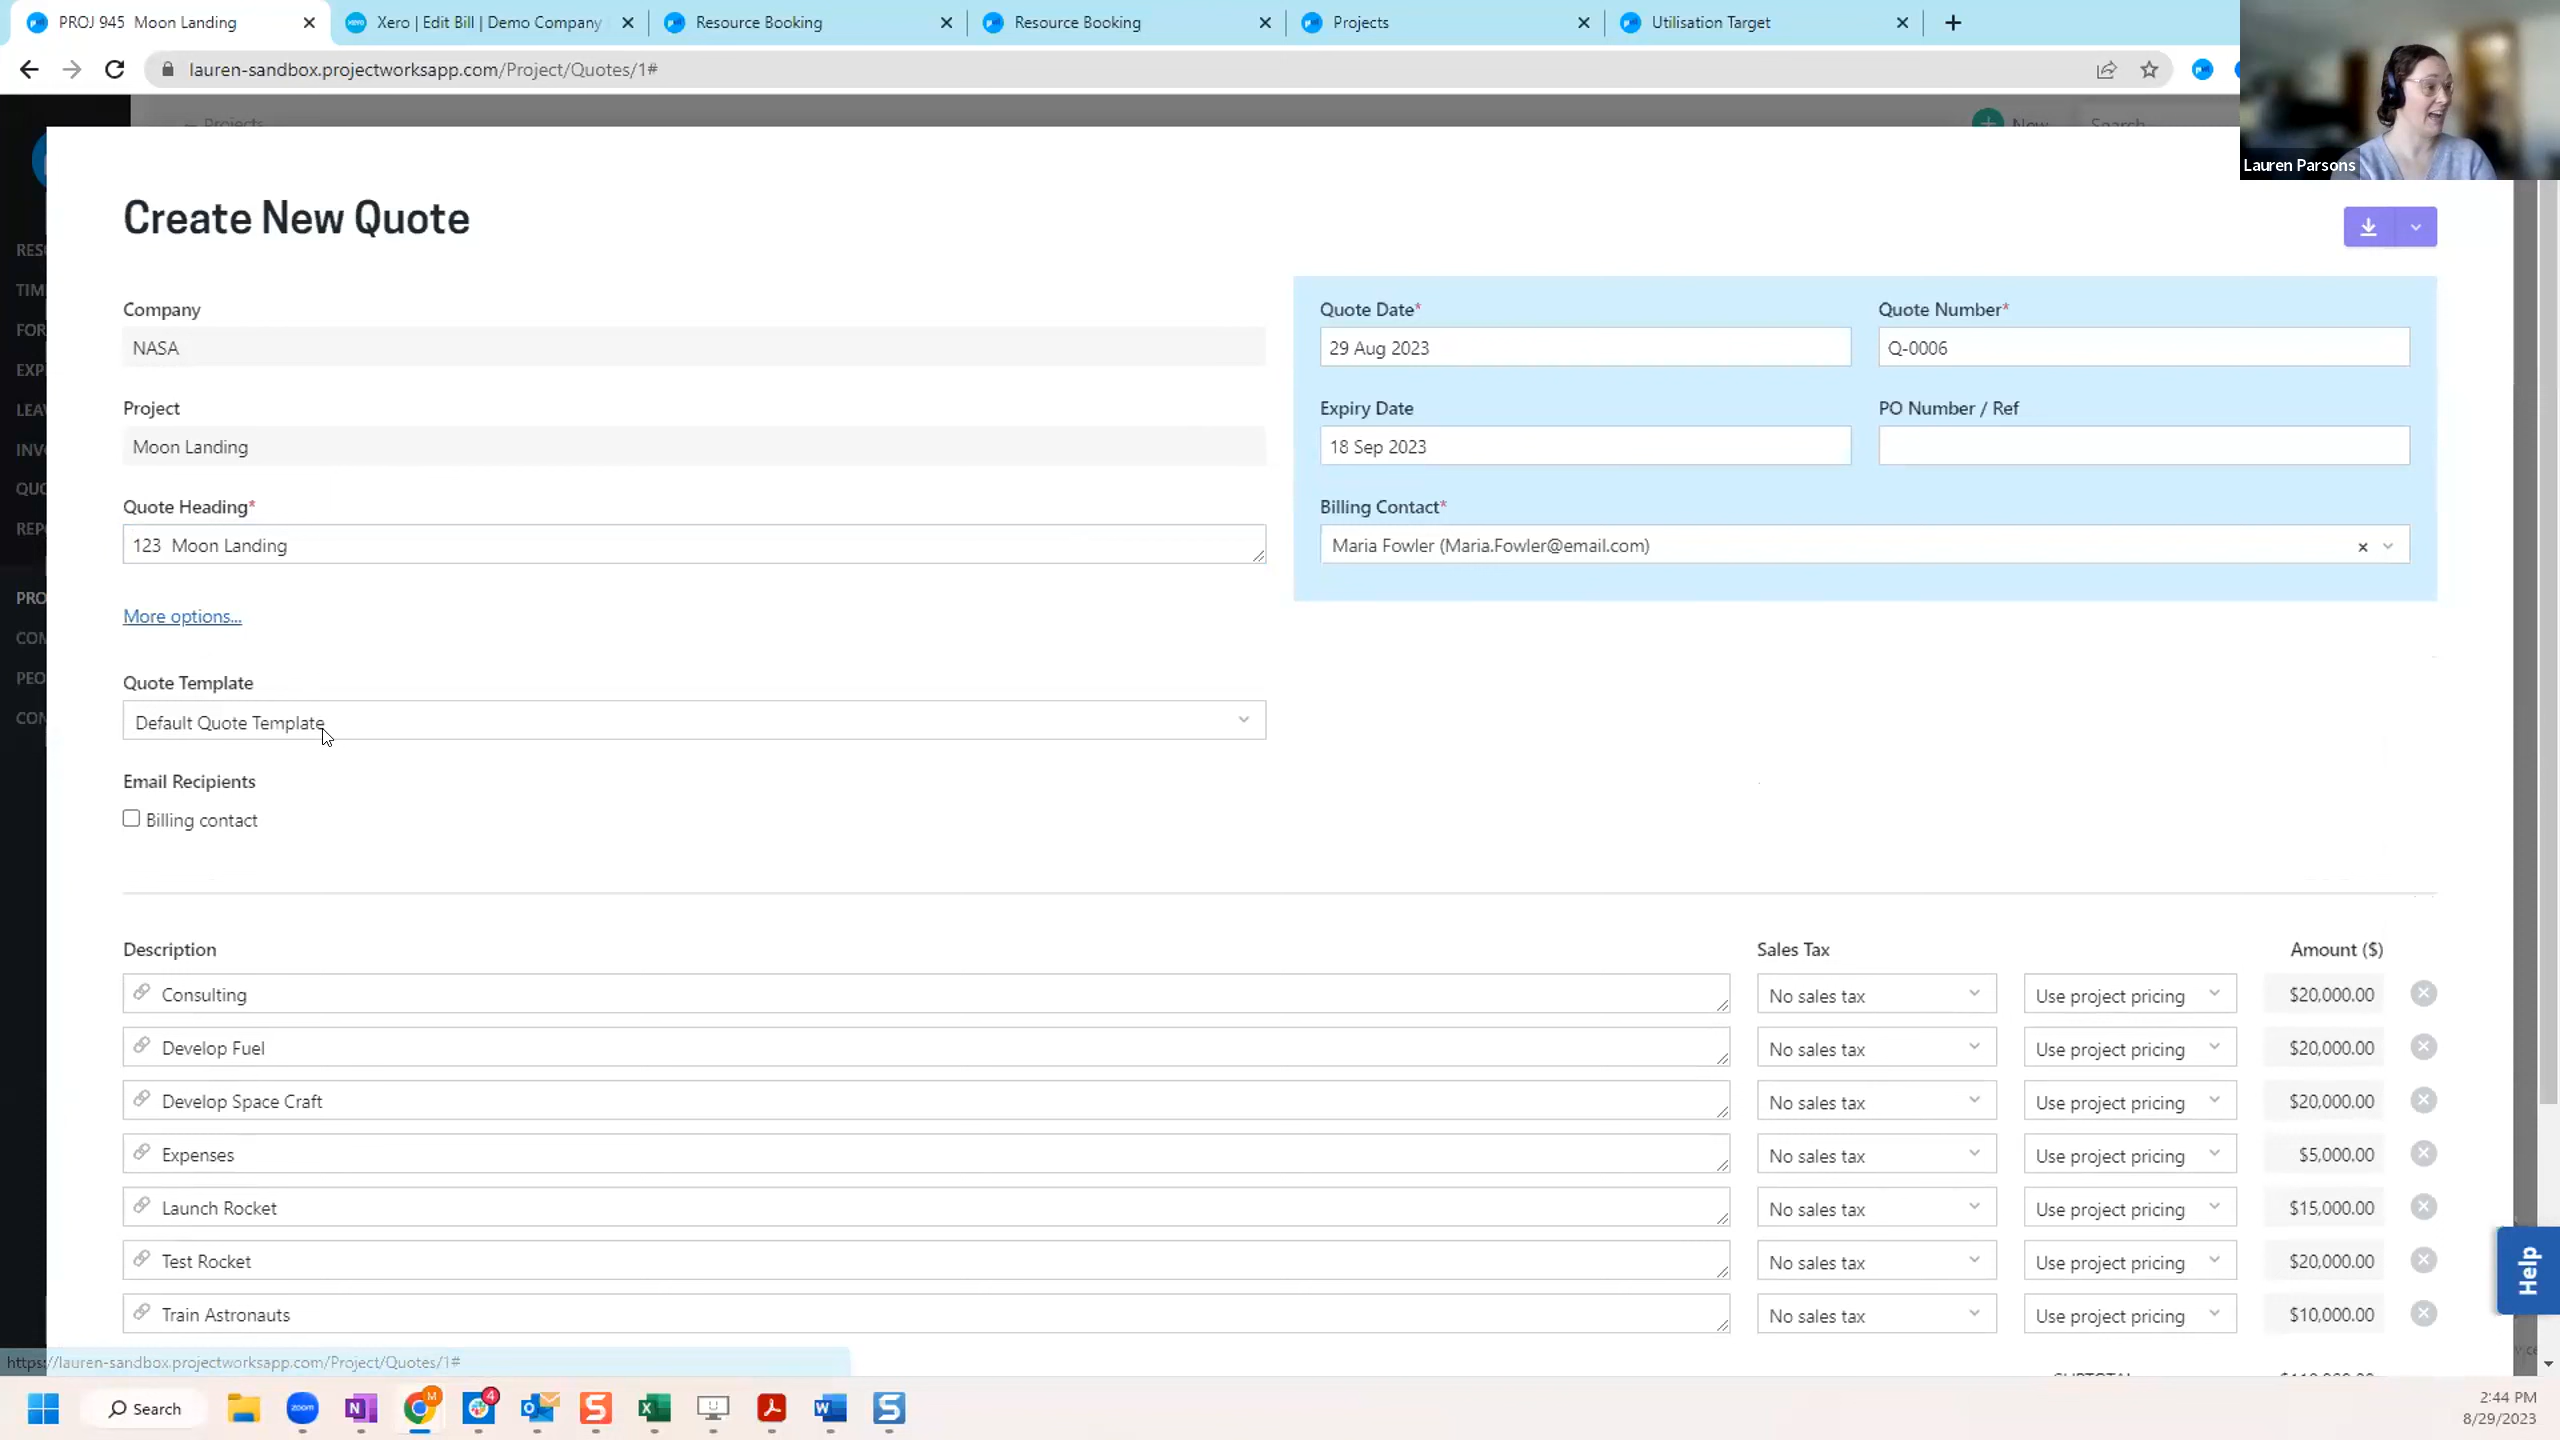 PROJ 945 Moon Landing
Xero | Edit Bill | Demo Company
Resource Booking
Resource Booking
Projects
Utilisation Target
lauren-sandbox.projectworksapp.com/Project/Quotes/1#
← Projects
New
Search
Lauren Parsons
Create New Quote
Company
NASA
Project
Moon Landing
Quote Heading*
123 Moon Landing
More options...
Quote Template
Default Quote Template
Email Recipients
Billing contact
Quote Date*
29 Aug 2023
Quote Number*
Q-0006
Expiry Date
18 Sep 2023
PO Number / Ref
Billing Contact*
Maria Fowler (Maria.Fowler@email.com)
Description Sales Tax Amount ($)
Consulting No sales tax Use project pricing $20,000.00
Develop Fuel No sales tax Use project pricing $20,000.00
Develop Space Craft No sales tax Use project pricing $20,000.00
Expenses No sales tax Use project pricing $5,000.00
Launch Rocket No sales tax Use project pricing $15,000.00
Test Rocket No sales tax Use project pricing $20,000.00
Train Astronauts No sales tax Use project pricing $10,000.00
SUBTOTAL
Help
https://lauren-sandbox.projectworksapp.com/Project/Quotes/1#
Search
zoom
4
2:44 PM
8/29/2023